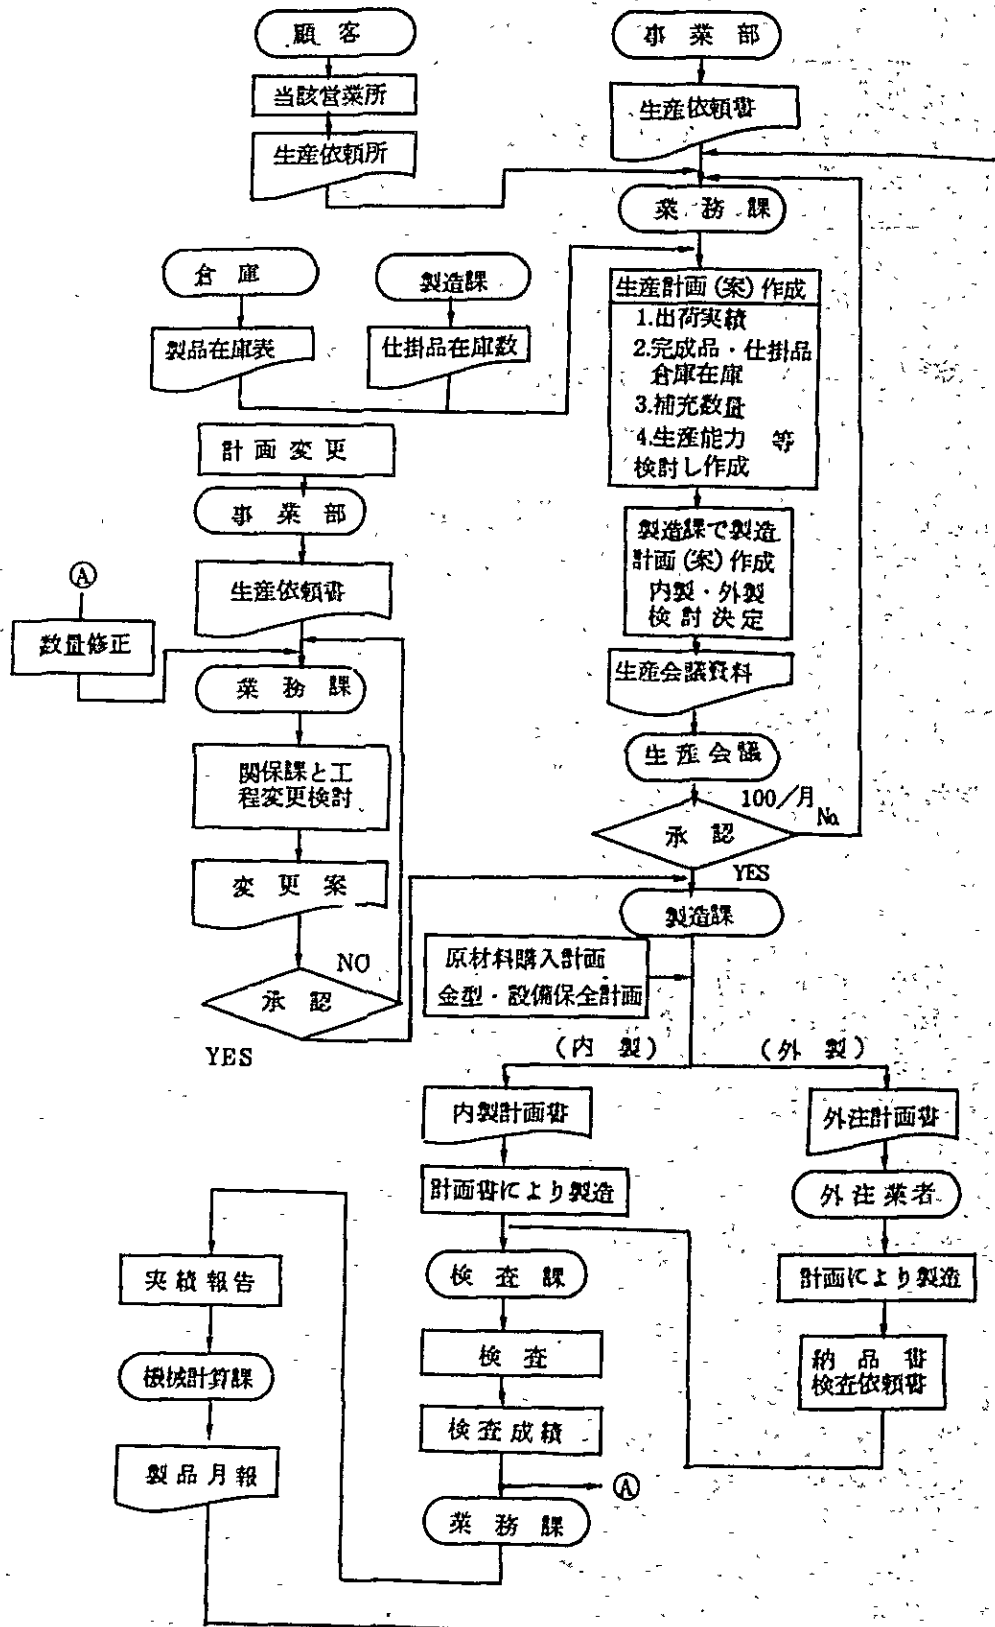 顧客
事業部
当該営業所
生産依頼書
生産依頼所
業務課
倉庫
製造課
生産計画(案)作成
1.出荷実績
2.完成品・仕掛品
倉庫在庫
3.補充数量
4.生産能力 等
検討し作成
製品在庫表
仕掛品在庫数
計画変更
事業部
製造課で製造
計画(案)作成
内製・外製
検討決定
Ⓐ
生産依頼書
数量修正
生産会議資料
業務課
生産会議
関保課と工
程変更検討
100/月
No.
承認
YES
変更案
製造課
NO
承認
YES
原材料購入計画
金型・設備保全計画
(内製)
(外製)
内製計画書
外注計画書
計画書により製造
外注業者
実績報告
検査課
計画により製造
機械計算課
検査
納品書
検査依頼書
検査成績
製品月報
Ⓐ
業務課